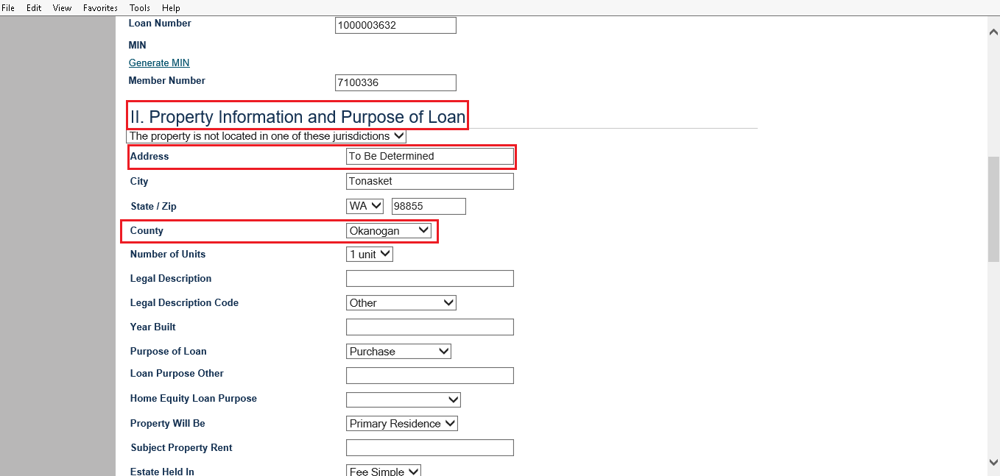 File Edit View Favorites Tools Help
Loan Number 1000003632
MIN
Generate MIN
Member Number 7100336
II. Property Information and Purpose of Loan
The property is not located in one of these jurisdictions
Address To Be Determined
City Tonasket
State / Zip WA 98855
County Okanogan
Number of Units 1 unit
Legal Description
Legal Description Code Other
Year Built
Purpose of Loan Purchase
Loan Purpose Other
Home Equity Loan Purpose
Property Will Be Primary Residence
Subject Property Rent
Estate Held In Fee Simple